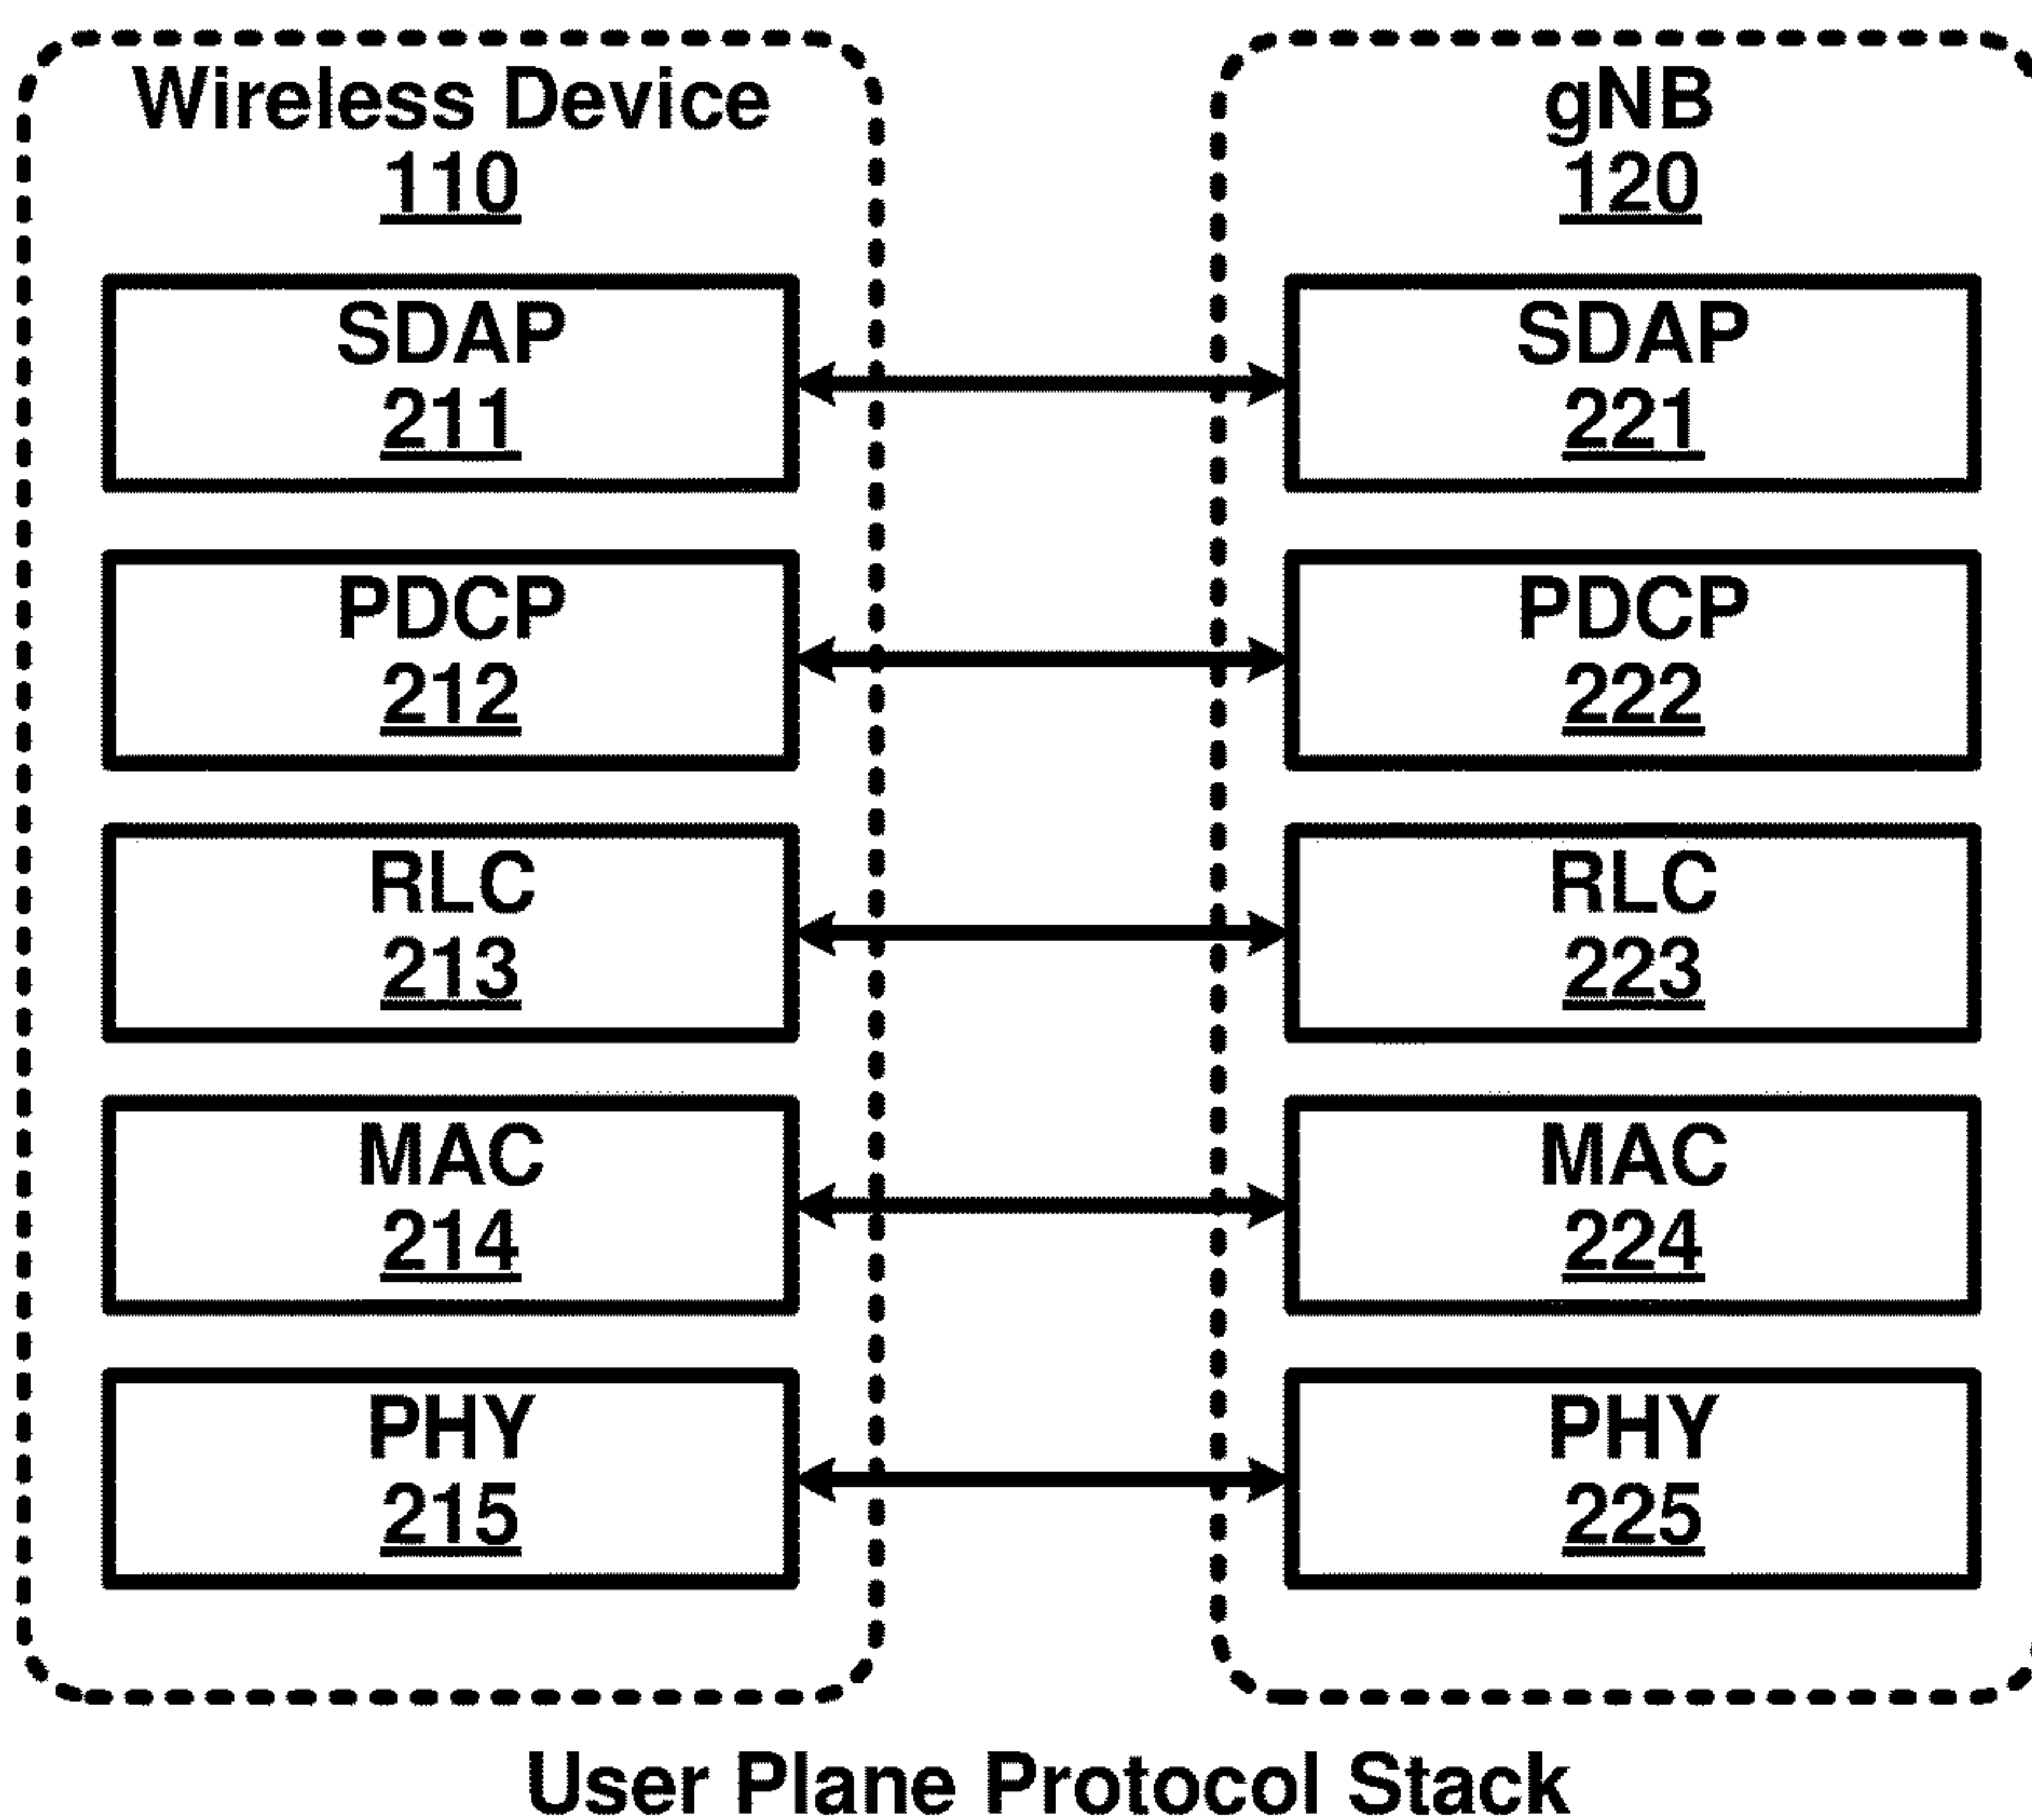 Wireless Device
110
SDAP
211
PDCP
212
RLC
213
MAC
214
PHY
215
gNB
120
SDAP
221
PDCP
222
RLC
223
MAC
224
PHY
225
User Plane Protocol Stack